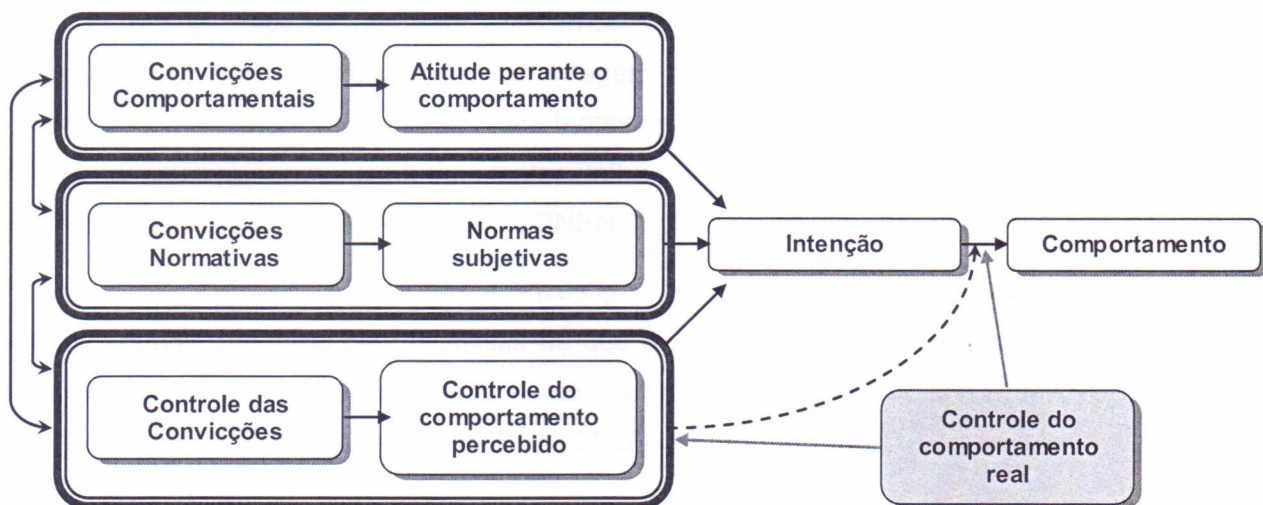 Convicções
Comportamentais
Atitude perante o
comportamento
Convicções
Normativas
Normas
subjetivas
Intenção
Comportamento
Controle das
Convicções
Controle do
comportamento
percebido
Controle do
comportamento
real